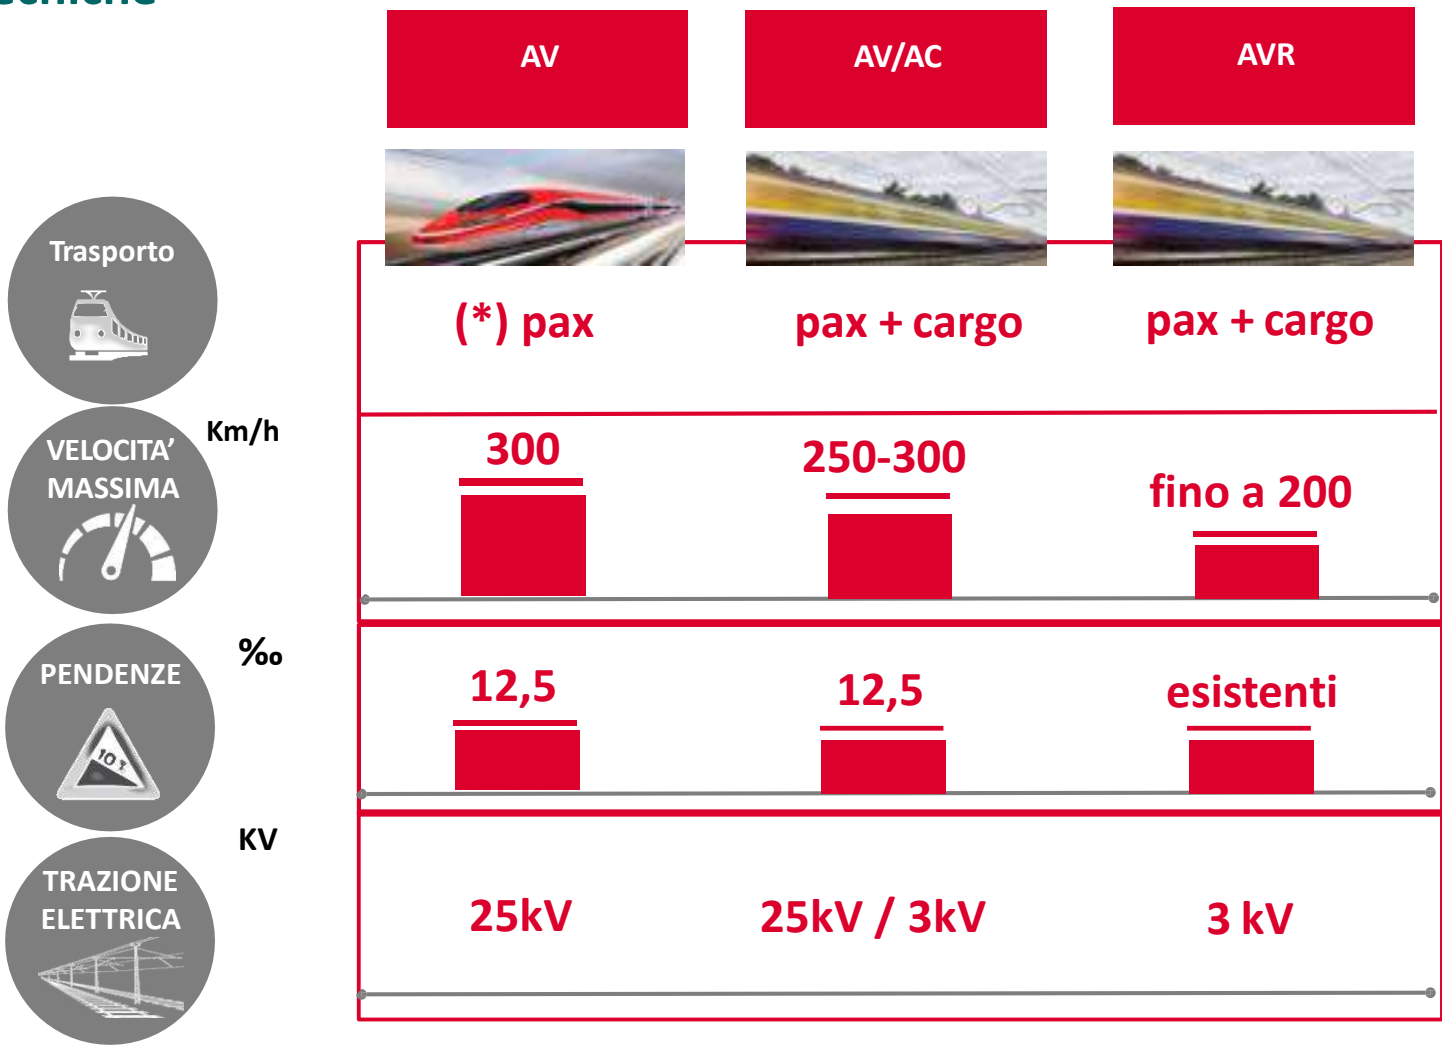 AV
AV/AC
AVR
Trasporto
(*) pax
pax + cargo
pax + cargo
Km/h
VELOCITA’
MASSIMA
300
250-300
fino a 200
‰
PENDENZE
10 %
12,5
12,5
esistenti
KV
TRAZIONE
ELETTRICA
25kV
25kV / 3kV
3 kV